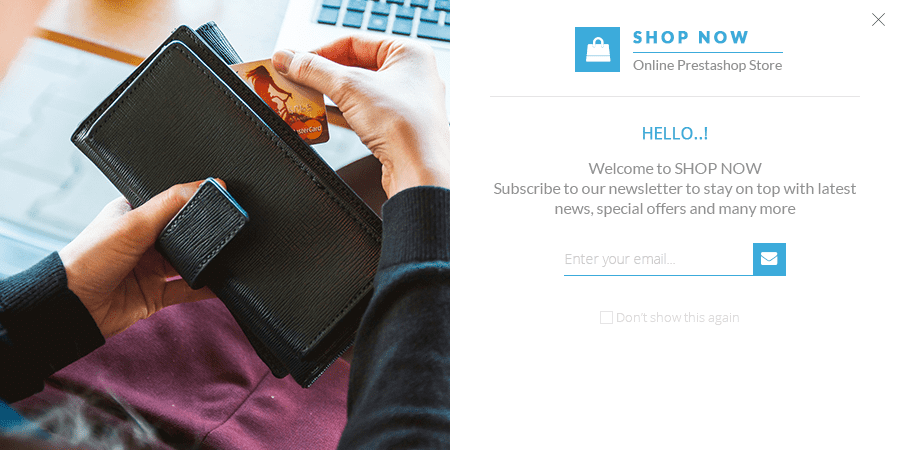 SHOP NOW
Online Prestashop Store
HELLO..!
Welcome to SHOP NOW
Subscribe to our newsletter to stay on top with latest
news, special offers and many more
Enter your email...
Don't show this again